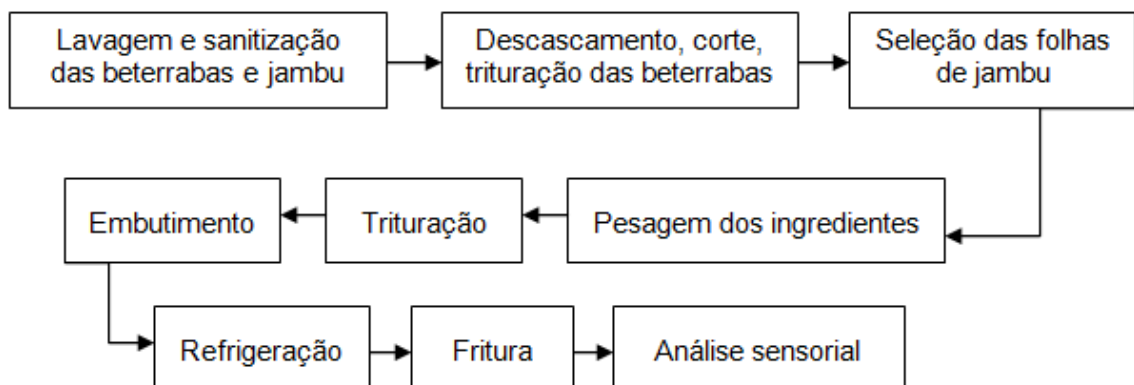 Lavagem e sanitização
das beterrabas e jambu
Descascamento, corte,
trituração das beterrabas
Seleção das folhas
de jambu
Pesagem dos ingredientes
Trituração
Embutimento
Refrigeração
Fritura
Análise sensorial